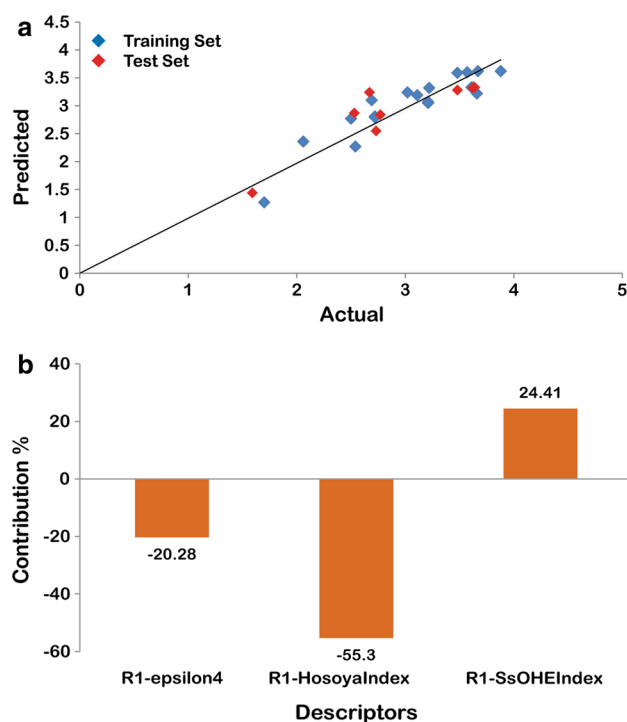 a
4.5
4
3.5
3
2.5
2
1.5
1
0.5
0
Predicted
Training Set
Test Set
0 1 2 3 4 5
Actual
b
40
20
0
-20
-40
-60
Contribution %
24.41
-20.28
-55.3
R1-epsilon4 R1-HosoyaIndex R1-SsOHEIndex
Descriptors